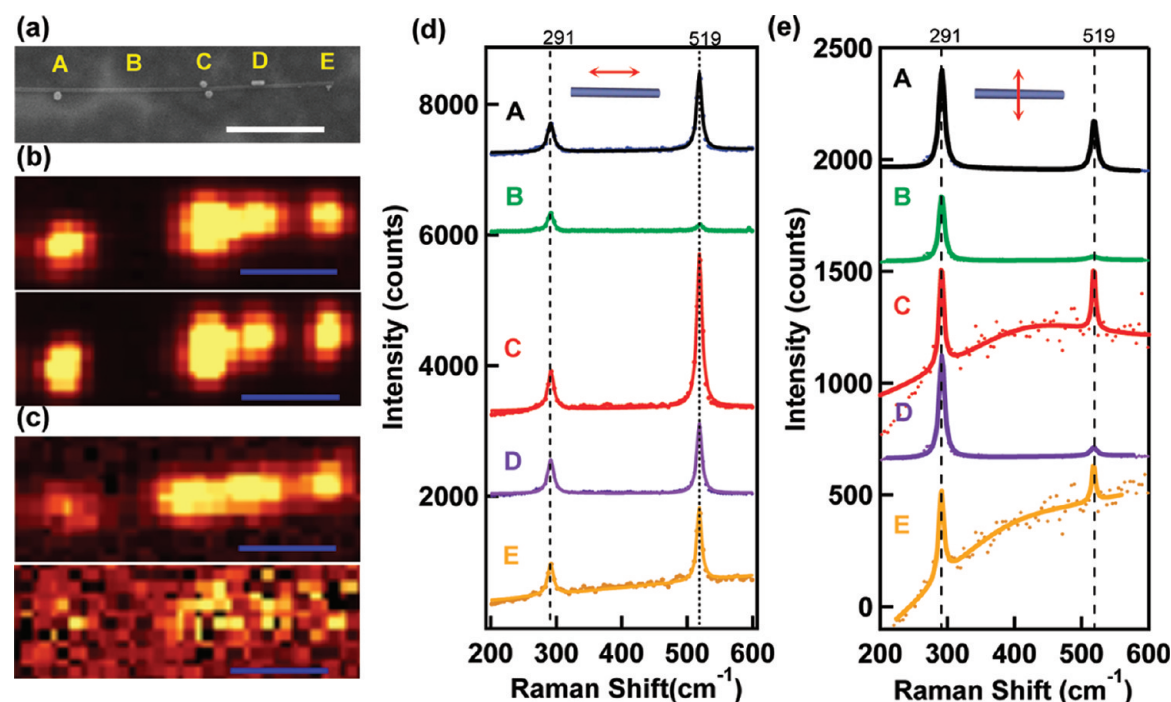 (a)
A B C D E
(b)
(c)
(d)
291 519
8000
6000
4000
2000
Intensity (counts)
A
B
C
D
E
200 300 400 500 600
Raman Shift(cm-1)
(e)
291 519
2500
2000
1500
1000
500
0
Intensity (counts)
A
B
C
D
E
200 300 400 500 600
Raman Shift (cm-1)